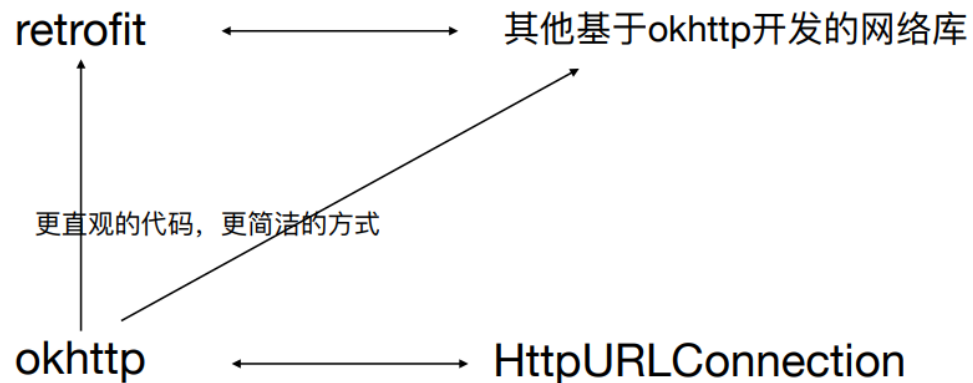 retrofit
其他基于okhttp开发的网络库
更直观的代码，更简洁的方式
okhttp
HttpURLConnection